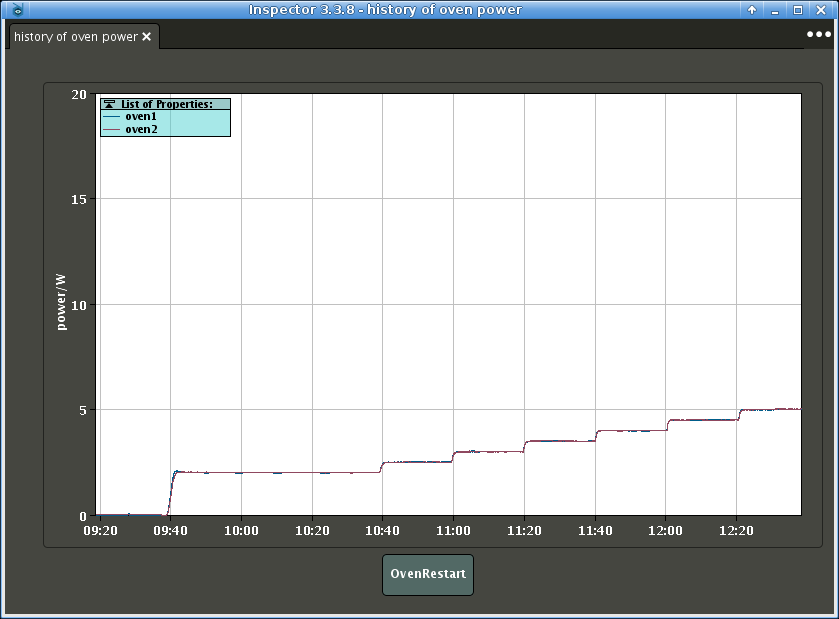 Inspector 3.3.8 - history of oven power
history of oven power
20
List of Properties:
oven1
oven2
15
power/W
10
5
0
09:20 09:40 10:00 10:20 10:40 11:00 11:20 11:40 12:00 12:20
OvenRestart